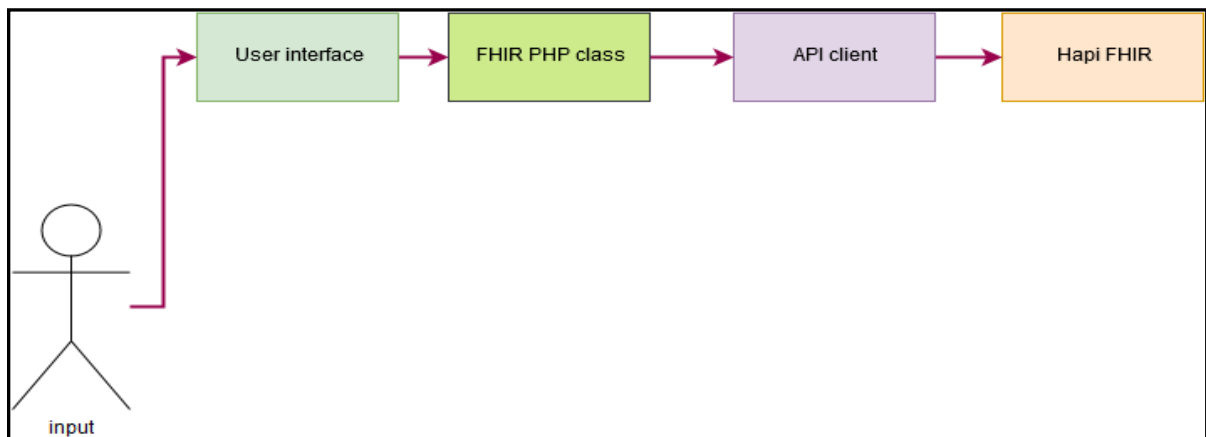 User interface
FHIR PHP class
API client
Hapi FHIR
input